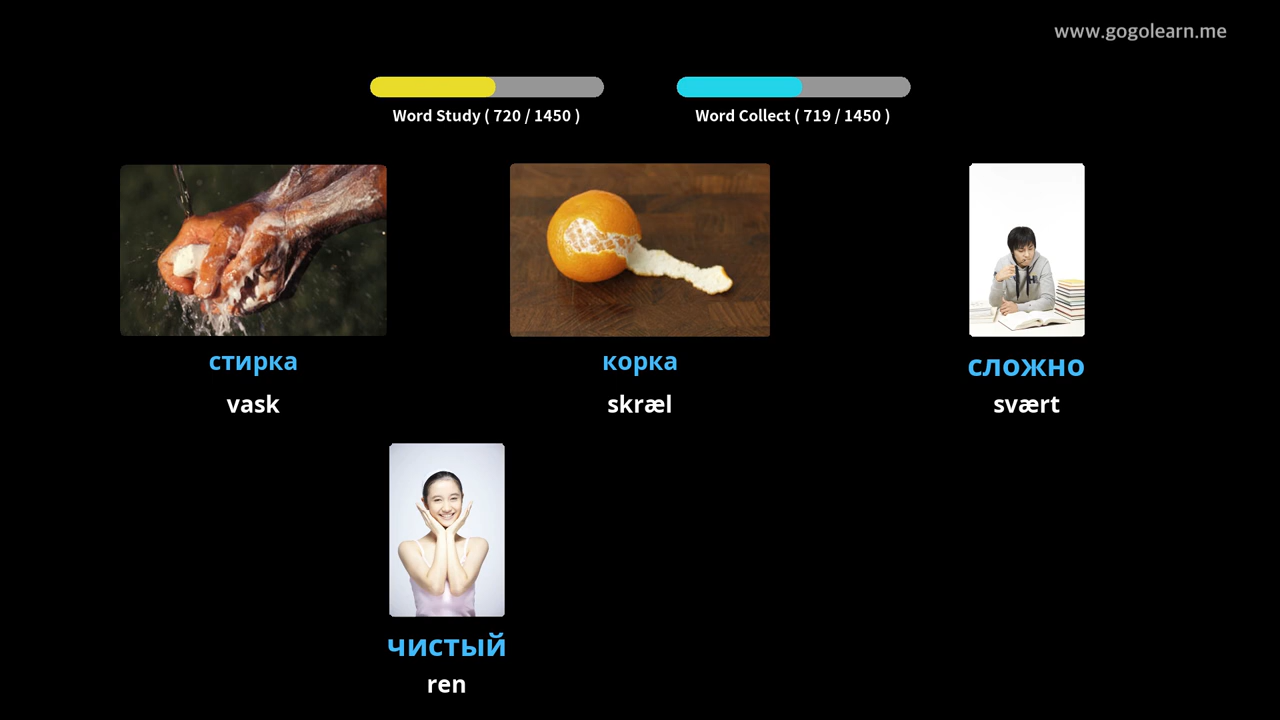 www.gogolearn.me
Word Study ( 720 / 1450 )
Word Collect ( 719 / 1450 )
стирка
vask
корка
skræl
сложно
svært
чистый
ren